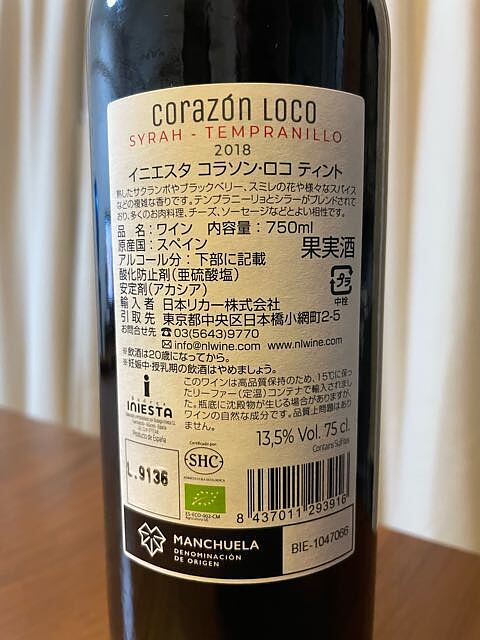 corazón Loco
SYRAH - TEMPRANILLO
2018
イニエスタ コラソン・ロコ ティント
熟したサクランボやブラックベリー、スミレの花や様々なスパイス
などの複雑な香りです。テンプラニーリョとシラーがブレンドされて
おり、多くのお肉料理、チーズ、ソーセージなどとよい相性です。
品名：ワイン 内容量：750ml
原産国：スペイン
果実酒
アルコール分：下部に記載
酸化防止剤（亜硫酸塩）
安定剤（アカシア）
プラ
中栓
輸入者 日本リカー株式会社
引取先 東京都中央区日本橋小網町2-5
お問合せ先 ☎03(5643)9770
✉info@nlwine.com www.nlwine.com
※飲酒は20歳になってから。
※妊娠中・授乳期の飲酒はやめましょう。
このワインは高品質保持のため、15℃に保っ
たリーファー（定温）コンテナで輸入されまし
た。瓶底に沈殿物が生じる場合がありますが、
ワインの自然な成分です。品質上問題はあり
ません。
Bodega
INIESTA
Producto de España
13,5% Vol. 75 cl.
Contains Sulfites
L.9136
Certificado por:
SHC
AGRICULTURA ECOLÓGICA
ES-ECO-002-CM
Agricultura UE
8 437011 293916
MANCHUELA
DENOMINACIÓN
DE ORIGEN
BIE-1047066